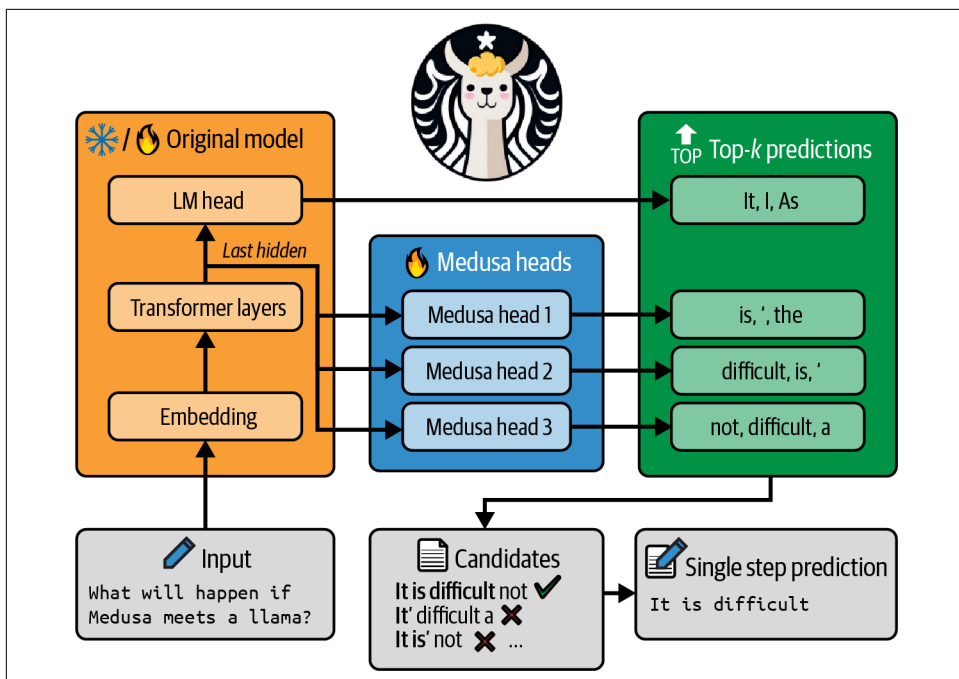 / Original model
LM head
Last hidden
Transformer layers
Embedding
Input
What will happen if
Medusa meets a llama?
Medusa heads
Medusa head 1
Medusa head 2
Medusa head 3
TOP Top-k predictions
It, I, As
is, ‘, the
difficult, is, ‘
not, difficult, a
Candidates
It is difficult not
It’ difficult a
It is’ not ...
Single step prediction
It is difficult